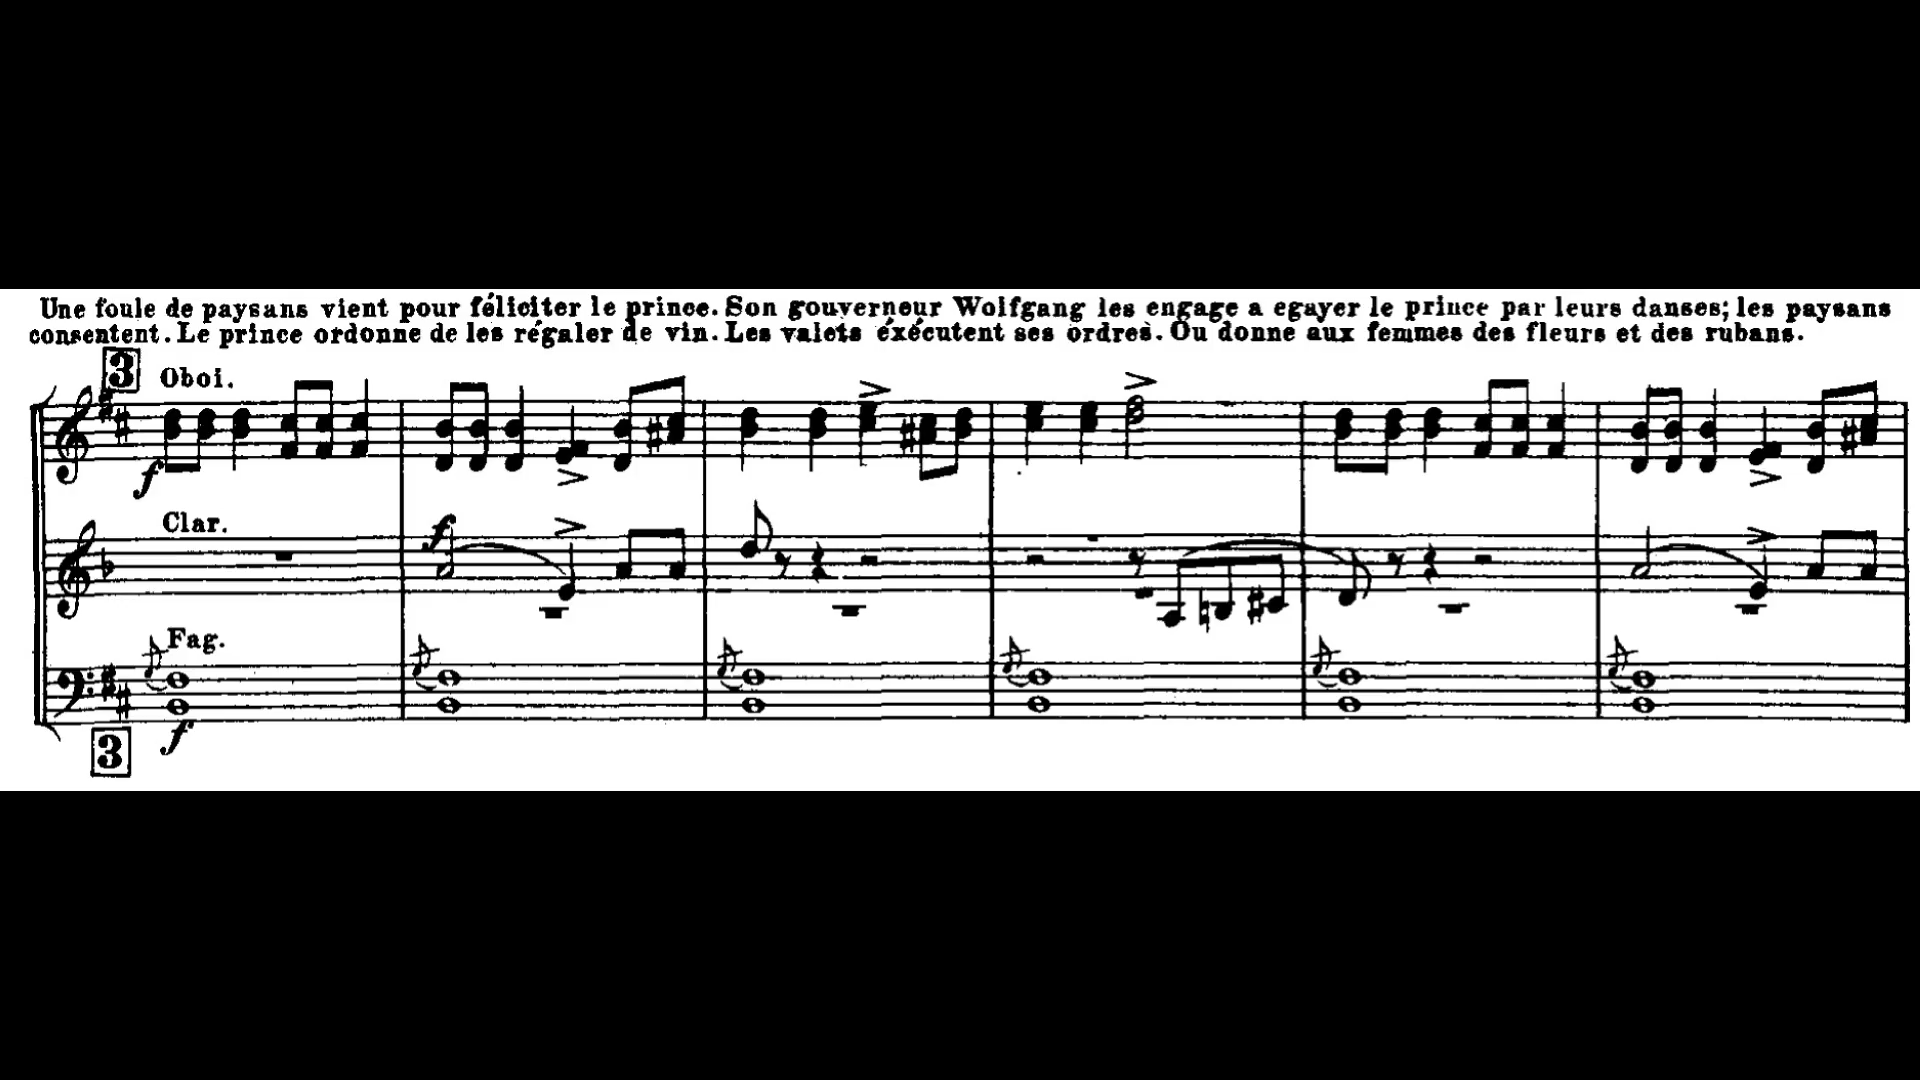 Une foule de paysans vient pour féliciter le prince. Son gouverneur Wolfgang les engage a egayer le prince par leurs danses; les paysans
consentent. Le prince ordonne de les régaler de vin. Les valets éxécutent ses ordres. Ou donne aux femmes des fleurs et des rubans.
3 Oboi.
f
Clar.
f
Fag.
f
3